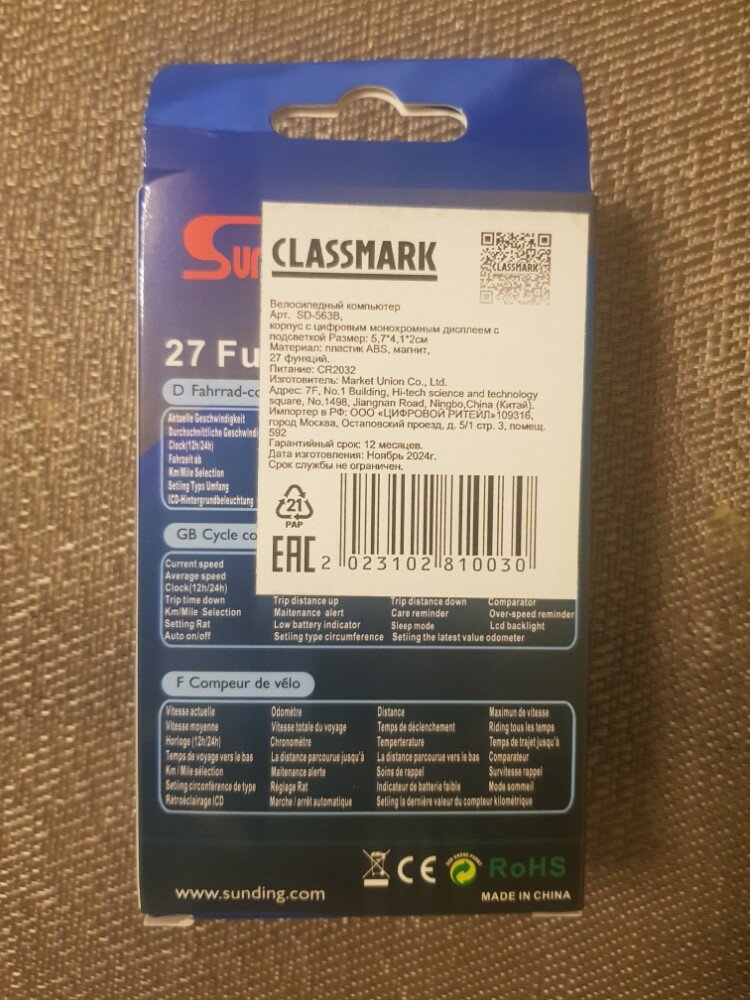 Sun
CLASSMARK
CLASSMARK
Велосипедный компьютер
Арт. SD-563B,
корпус с цифровым монохромным дисплеем с
подсветкой Размер: 5,7*4,1*2см
Материал: пластик ABS, магнит,
27 функций.
Питание: CR2032
Изготовитель: Market Union Co., Ltd.
Адрес: 7F, No.1 Building, Hi-tech science and technology
square, No.1498, Jiangnan Road, Ningbo,China (Китай).
Импортер в РФ: ООО «ЦИФРОВОЙ РИТЕЙЛ»109316,
город Москва, Остаповский проезд, д. 5/1 стр. 3, помещ.
592
Гарантийный срок: 12 месяцев.
Дата изготовления: Ноябрь 2024г.
Срок службы не ограничен.
21
PAP
EAC
2 023102 810030
27 Fu
D Fahrrad-co
Aktuelle Geschwindigkeit
Durchschnittliche Geschwindi
Clock(12h/24h)
Fahrzeit ab
Km/Mile Selection
Setiing Typs Umfang
ICD-Hintergrundbeleuchtung
GB Cycle co
Current speed
Average speed
Clock(12h/24h)
Trip time down Trip distance up Trip distance down Comparator
Km/Mile Selection Maitenance alert Care reminder Over-speed reminder
Setting Rat Low battery indicator Sleep mode Lcd backlight
Auto on/off Setiing type circumference Setiing the latest value odometer
F Compeur de vélo
Vitesse actuelle Odomètre Distance Maximun de vitesse
Vitesse moyenne Vitesse totale du voyage Temps de déclenchement Riding tous les temps
Horloge (12h/24h) Chronomètre Temperterature Temps de trajet jusqu'à
Temps de voyage vers le bas La distance parcourue jusqu'à La distance parcourue vers le bas Comparateur
Km / Mile sélection Maitenance alerte Soins de rappel Survitesse rappel
Setiing circonférence de type Réglage Rat Indicateur de batterie faible Mode sommeil
Rétroéclairage ICD Marche / arrêt automatique Setiing la dernière valeur du compteur kilométrique
CE
RoHS
www.sunding.com
MADE IN CHINA